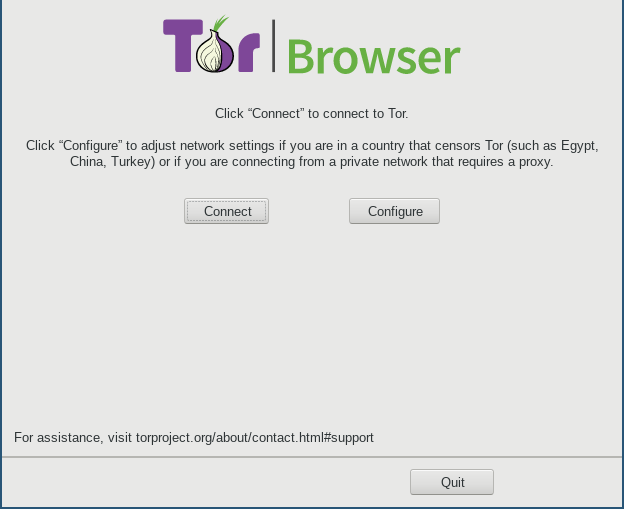 Tor Browser
Click “Connect” to connect to Tor.
Click “Configure” to adjust network settings if you are in a country that censors Tor (such as Egypt,
China, Turkey) or if you are connecting from a private network that requires a proxy.
Connect Configure
For assistance, visit torproject.org/about/contact.html#support
Quit